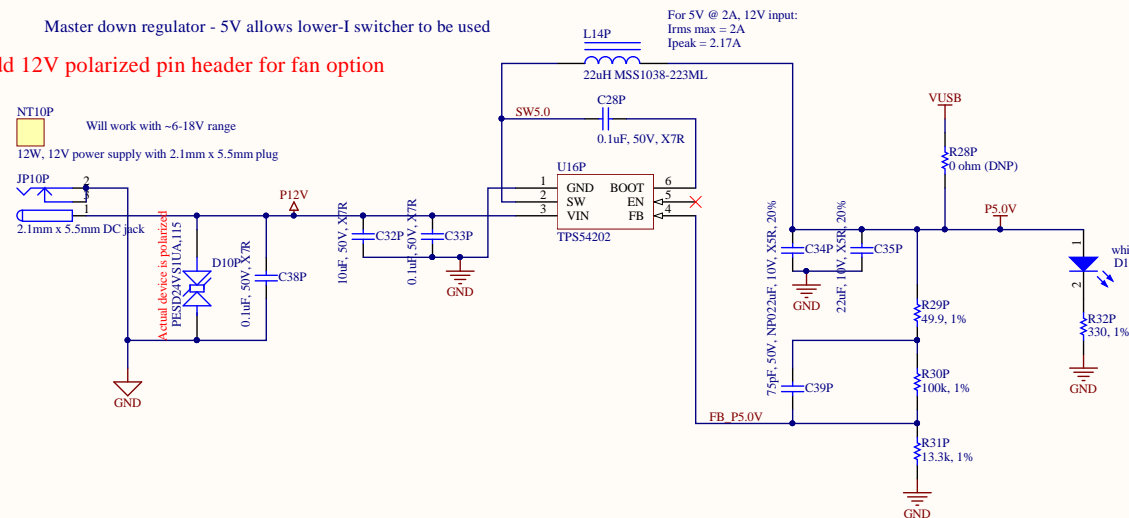 Master down regulator - 5V allows lower-I switcher to be used
dd 12V polarized pin header for fan option
For 5V @ 2A, 12V input:
Irms max = 2A
Ipeak = 2.17A
L14P
22uH MSS1038-223ML
C28P
SW5.0
0.1uF, 50V, X7R
VUSB
R28P
0 ohm (DNP)
NT10P
Will work with ~6-18V range
12W, 12V power supply with 2.1mm x 5.5mm plug
JP10P
2
3
1
2.1mm x 5.5mm DC jack
P12V
U16P
1 GND BOOT 6
2 SW EN 5
3 VIN FB 4
TPS54202
Actual device is polarized
PESD24VS1UA,115
D10P
0.1uF, 50V, X7R
C38P
10uF, 50V, X7R
C32P
0.1uF, 50V, X7R
C33P
GND
GND
22uF, 10V, X5R, 20%
C34P
22uF, 10V, X5R, 20%
C35P
GND
P5.0V
1
whi
D1
2
R32P
330, 1%
GND
R29P
49.9, 1%
75pF, 50V, NP0
C39P
R30P
100k, 1%
FB_P5.0V
R31P
13.3k, 1%
GND